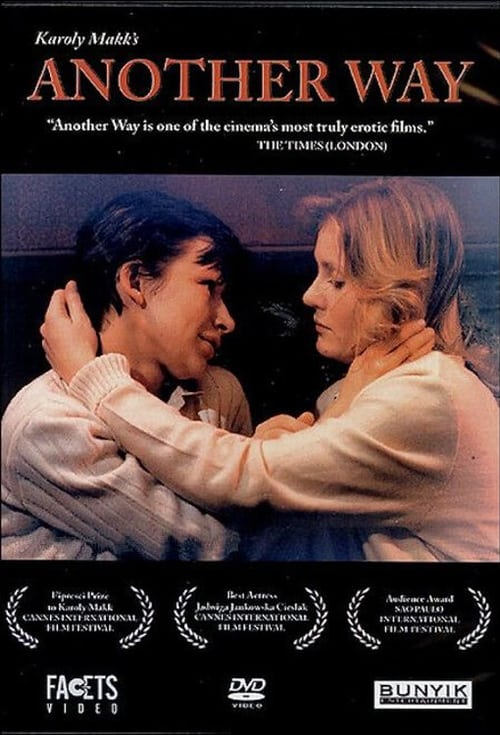 Karoly Makk's
ANOTHER WAY
"Another Way is one of the cinema's most truly erotic films."
THE TIMES (LONDON)
Fipresci Prize
to Karoly Makk
CANNES INTERNATIONAL
FILM FESTIVAL
Best Actress
Jadwiga Jankowska Cieslak
CANNES INTERNATIONAL
FILM FESTIVAL
Audience Award
SAO PAULO
INTERNATIONAL
FILM FESTIVAL
FACETS
VIDEO
DVD
VIDEO
BUNYIK
ENTERTAINMENT